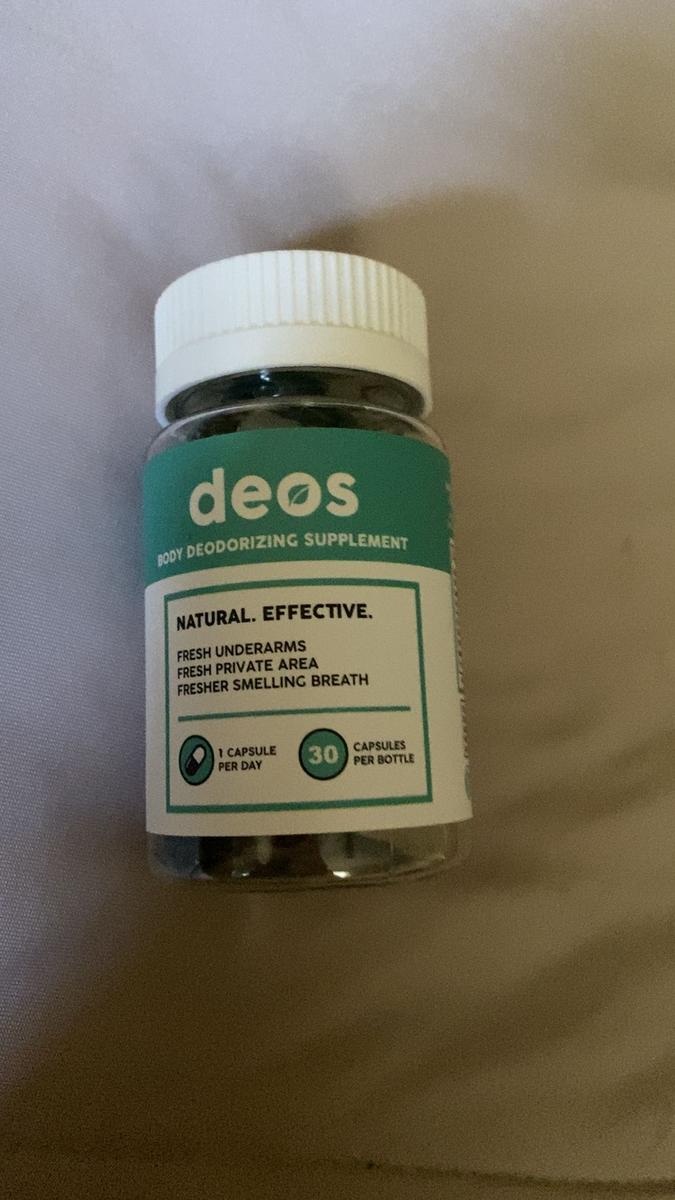 deos
BODY DEODORIZING SUPPLEMENT
NATURAL. EFFECTIVE.
FRESH UNDERARMS
FRESH PRIVATE AREA
FRESHER SMELLING BREATH
1 CAPSULE
PER DAY
30
CAPSULES
PER BOTTLE